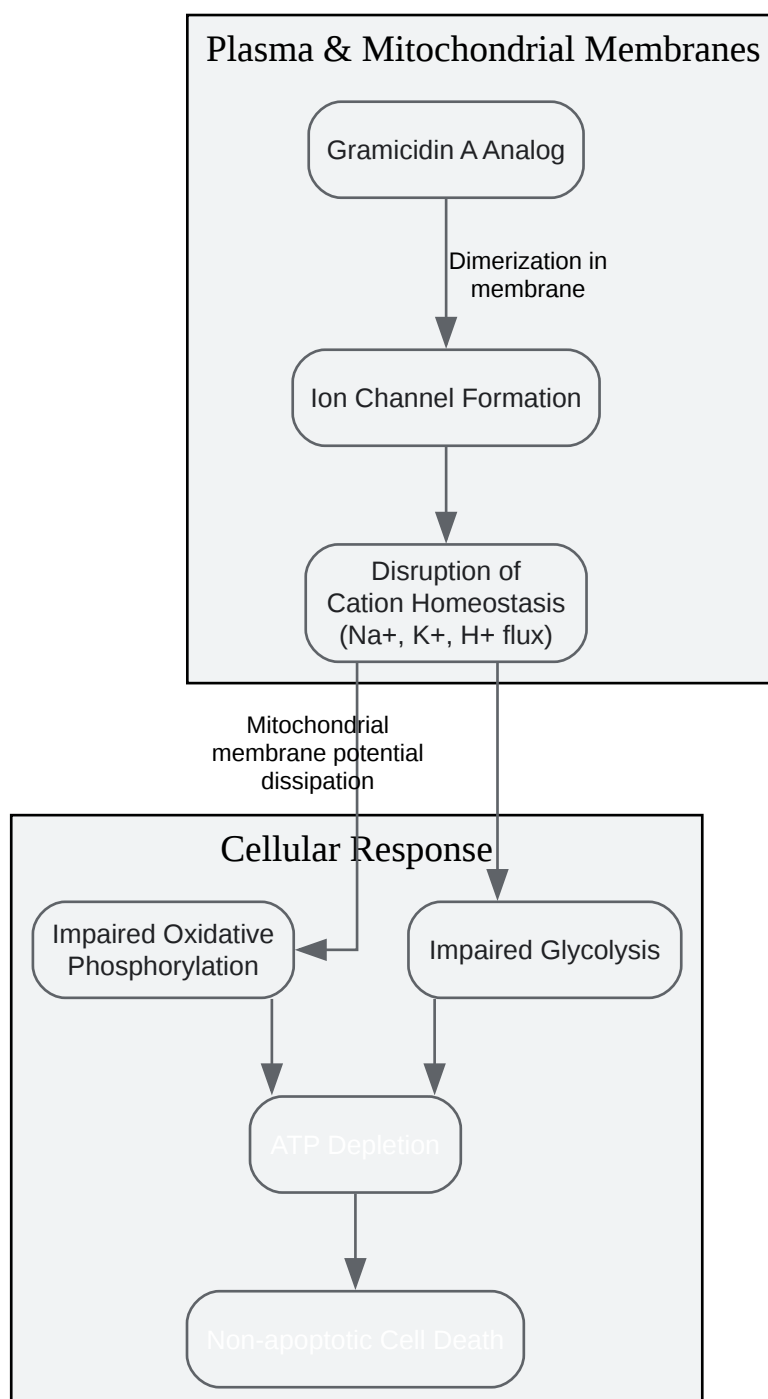 Plasma & Mitochondrial Membranes
Gramicidin A Analog
Dimerization in
membrane
Ion Channel Formation
Disruption of
Cation Homeostasis
(Na+, K+, H+ flux)
Mitochondrial
membrane potential
dissipation
Cellular Response
Impaired Oxidative
Phosphorylation
Impaired Glycolysis
ATP Depletion
Non-apoptotic Cell Death